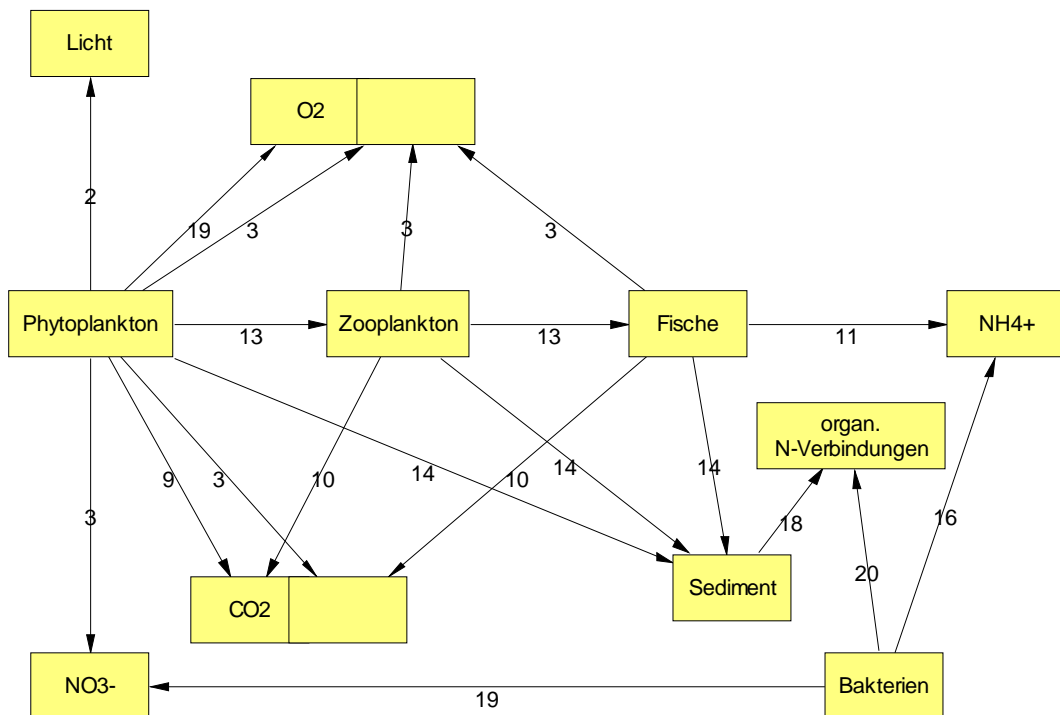 Licht
O2
2
19
3
3
3
Phytoplankton
13
Zooplankton
13
Fische
11
NH4+
organ.
N-Verbindungen
9
3
10
14
14
10
14
3
18
16
20
CO2
Sediment
NO3-
19
Bakterien